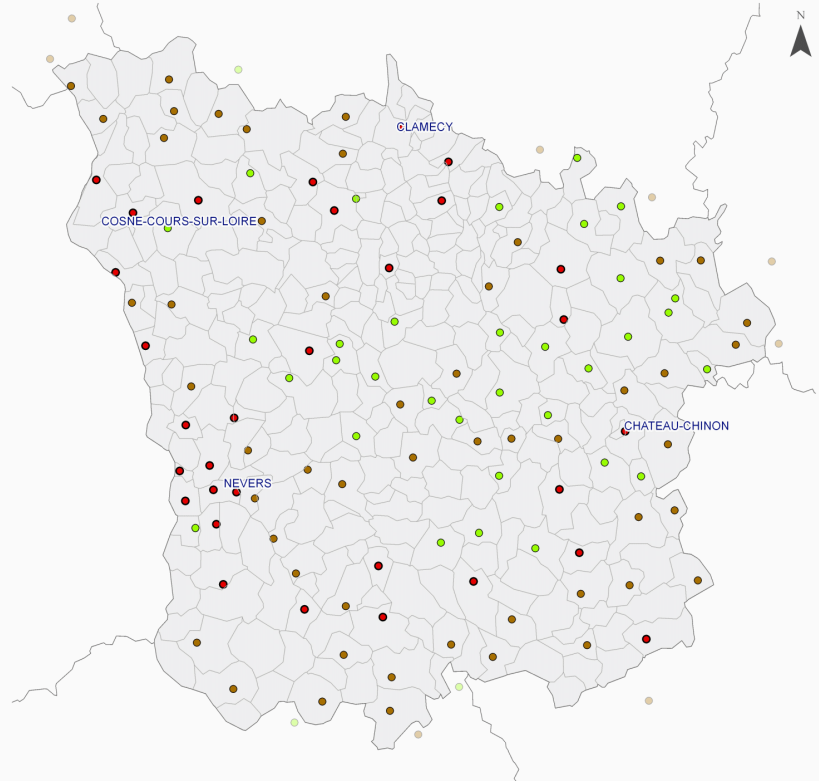 N
CLAMECY
COSNE-COURS-SUR-LOIRE
CHATEAU-CHINON
NEVERS